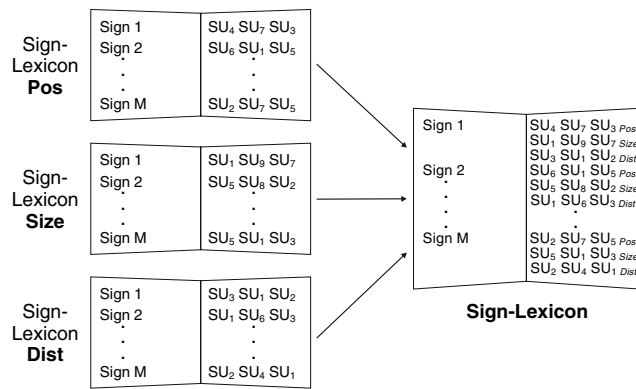 Sign-
Lexicon
Pos
Sign 1 SU4 SU7 SU3
Sign 2 SU6 SU1 SU5
. .
. .
. .
Sign M SU2 SU7 SU5
Sign-
Lexicon
Size
Sign 1 SU1 SU9 SU7
Sign 2 SU5 SU8 SU2
. .
. .
. .
Sign M SU5 SU1 SU3
Sign-
Lexicon
Dist
Sign 1 SU3 SU1 SU2
Sign 2 SU1 SU6 SU3
. .
. .
. .
Sign M SU2 SU4 SU1
Sign 1 SU4 SU7 SU3 Pos
SU1 SU9 SU7 Size
SU3 SU1 SU2 Dist
Sign 2 SU6 SU1 SU5 Pos
SU5 SU8 SU2 Size
SU1 SU6 SU3 Dist
. .
. .
.
Sign M SU2 SU7 SU5 Pos
SU5 SU1 SU3 Size
SU2 SU4 SU1 Dist
Sign-Lexicon